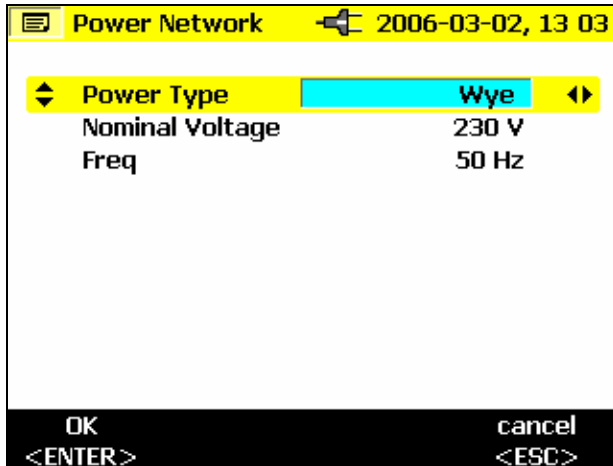 Power Network 2006-03-02, 13 03
Power Type Wye
Nominal Voltage 230 V
Freq 50 Hz
OK cancel
<ENTER> <ESC>